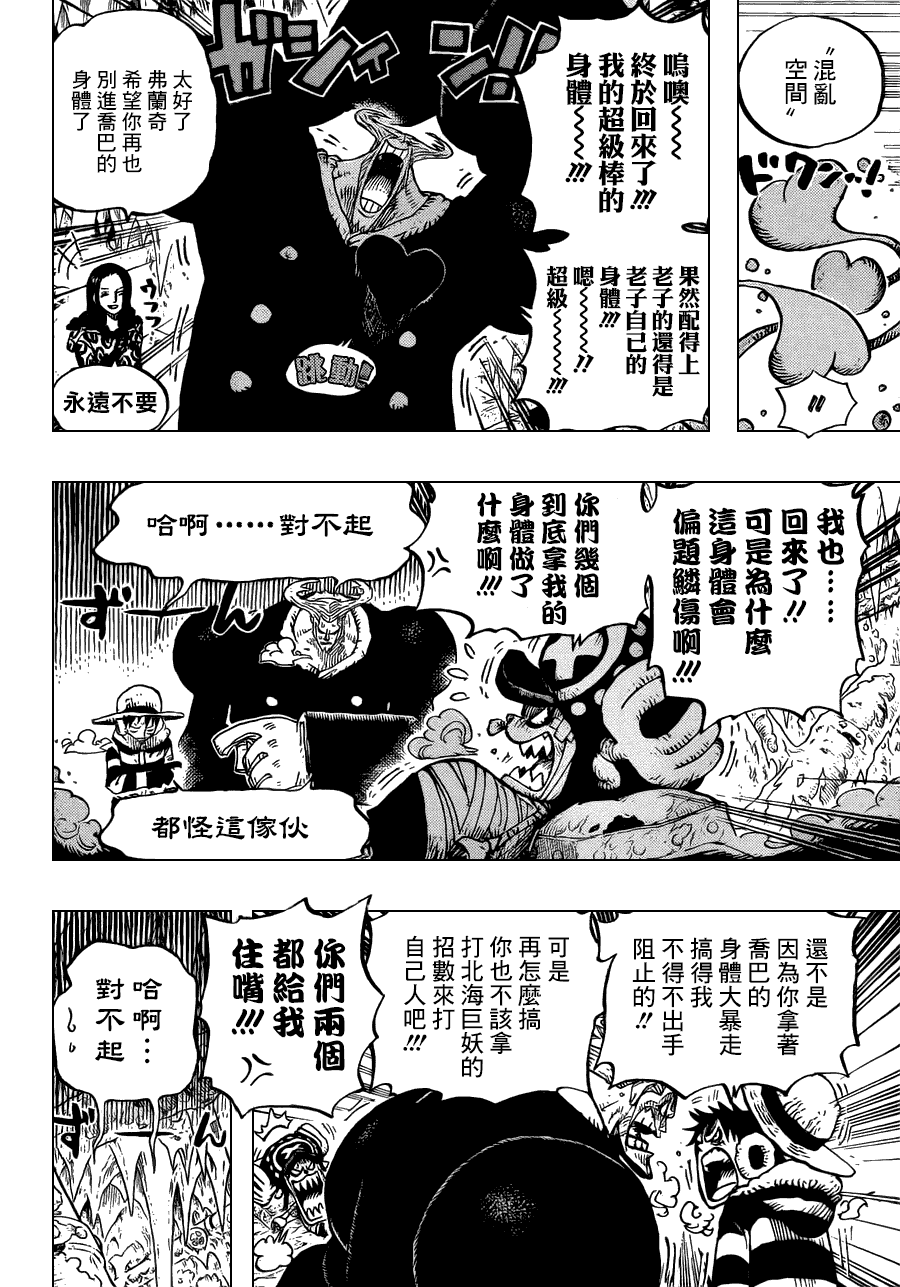 ”混亂
空間”
ドクンッ
〃
嗚噢~~~
終於回來了!!!
我的超級棒的
身體~~~!!!
果然配得上
老子的還得是
老子自己的
身體!!!
嗯~~~!!
超級~~~!!!
ガシィン
跳動!
太好了
弗蘭奇
希望你再也
別進喬巴的
身體了
ウフフ
永遠不要
我也……
回來了!!
可是為什麼
這身體會
偏題鱗傷啊!!!
你們幾個
到底拿我的
身體做了
什麼啊!!!
哈啊……對不起
ずーん
都怪這傢伙
還不是
因為你拿著
喬巴的
身體大暴走
搞得我
不得不出手
阻止的!!
可是
再怎麼搞
你也不該拿
打北海巨妖的
招數來打
自己人吧!!!
你們兩個
都給我
住嘴!!!
哈啊…
對不起
ずーん